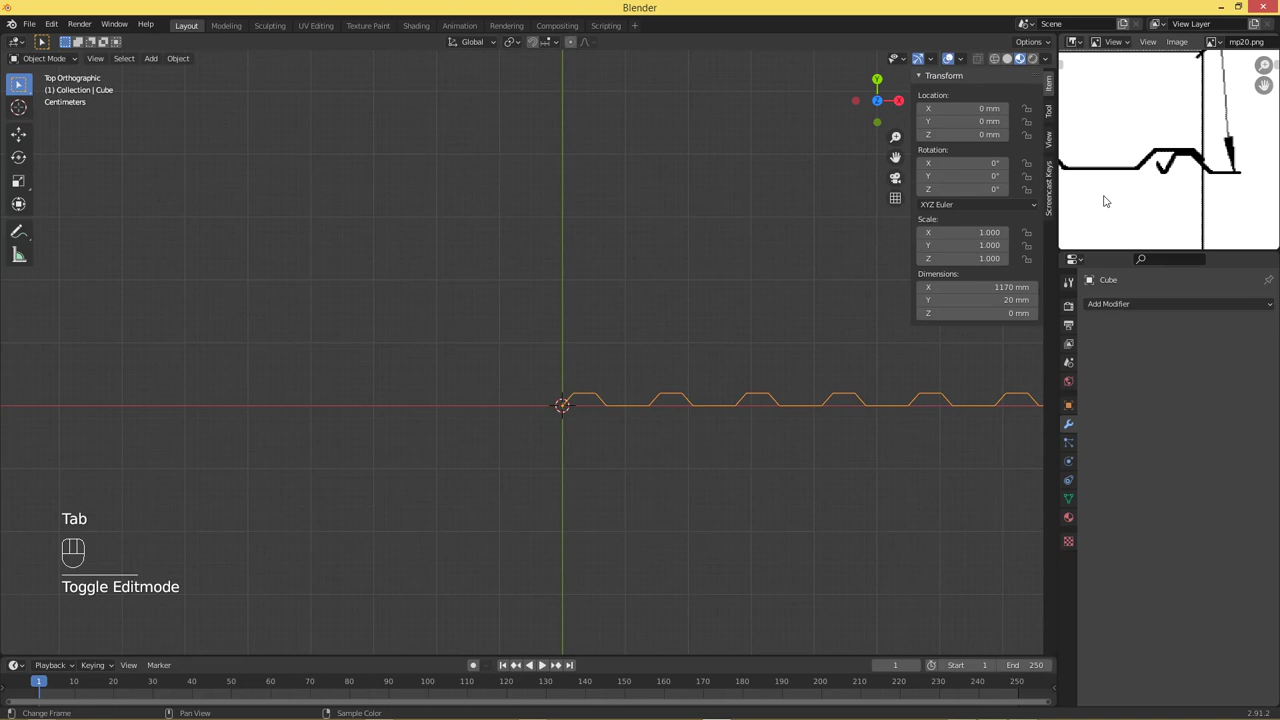 Blender
File Edit Render Window Help Layout Modeling Sculpting UV Editing Texture Paint Shading Animation Rendering Compositing Scripting + Scene View Layer
Global Options View View Image mp20.png
Object Mode View Select Add Object
Top Orthographic
(1) Collection | Cube
Centimeters
Y
X
Z
Transform
Location:
X 0 mm
Y 0 mm
Z 0 mm
Rotation:
X 0°
Y 0°
Z 0°
XYZ Euler
Scale:
X 1.000
Y 1.000
Z 1.000
Dimensions:
X 1170 mm
Y 20 mm
Z 0 mm
Item
Tool
View
Screencast Keys
Cube
Add Modifier
Tab
Toggle Editmode
Playback Keying View Marker 1 Start 1 End 250
1 10 20 30 40 50 60 70 80 90 100 110 120 130 140 150 160 170 180 190 200 210 220 230 240 250
Change Frame Pan View Sample Color 2.91.2